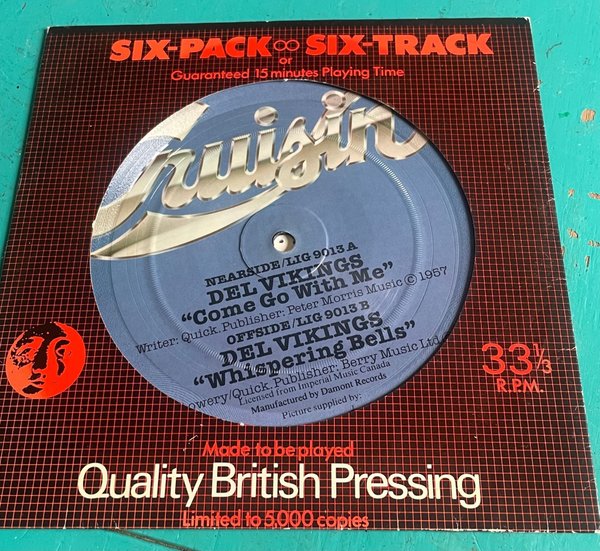 SIX-PACK∞SIX-TRACK
or
Guaranteed 15 minutes Playing Time
Cruisin'
NEARSIDE/LIG 9013 A
DEL VIKINGS
"Come Go With Me"
Writer: Quick. Publisher: Peter Morris Music © 1957
OFFSIDE/LIG 9013 B
DEL VIKINGS
"Whispering Bells"
owery/Quick. Publisher: Berry Music Ltd
Licensed from Imperial Music Canada
Manufactured by Damont Records
Picture supplied by:
33⅓
R.P.M.
Made to be played
Quality British Pressing
Limited to 5,000 copies